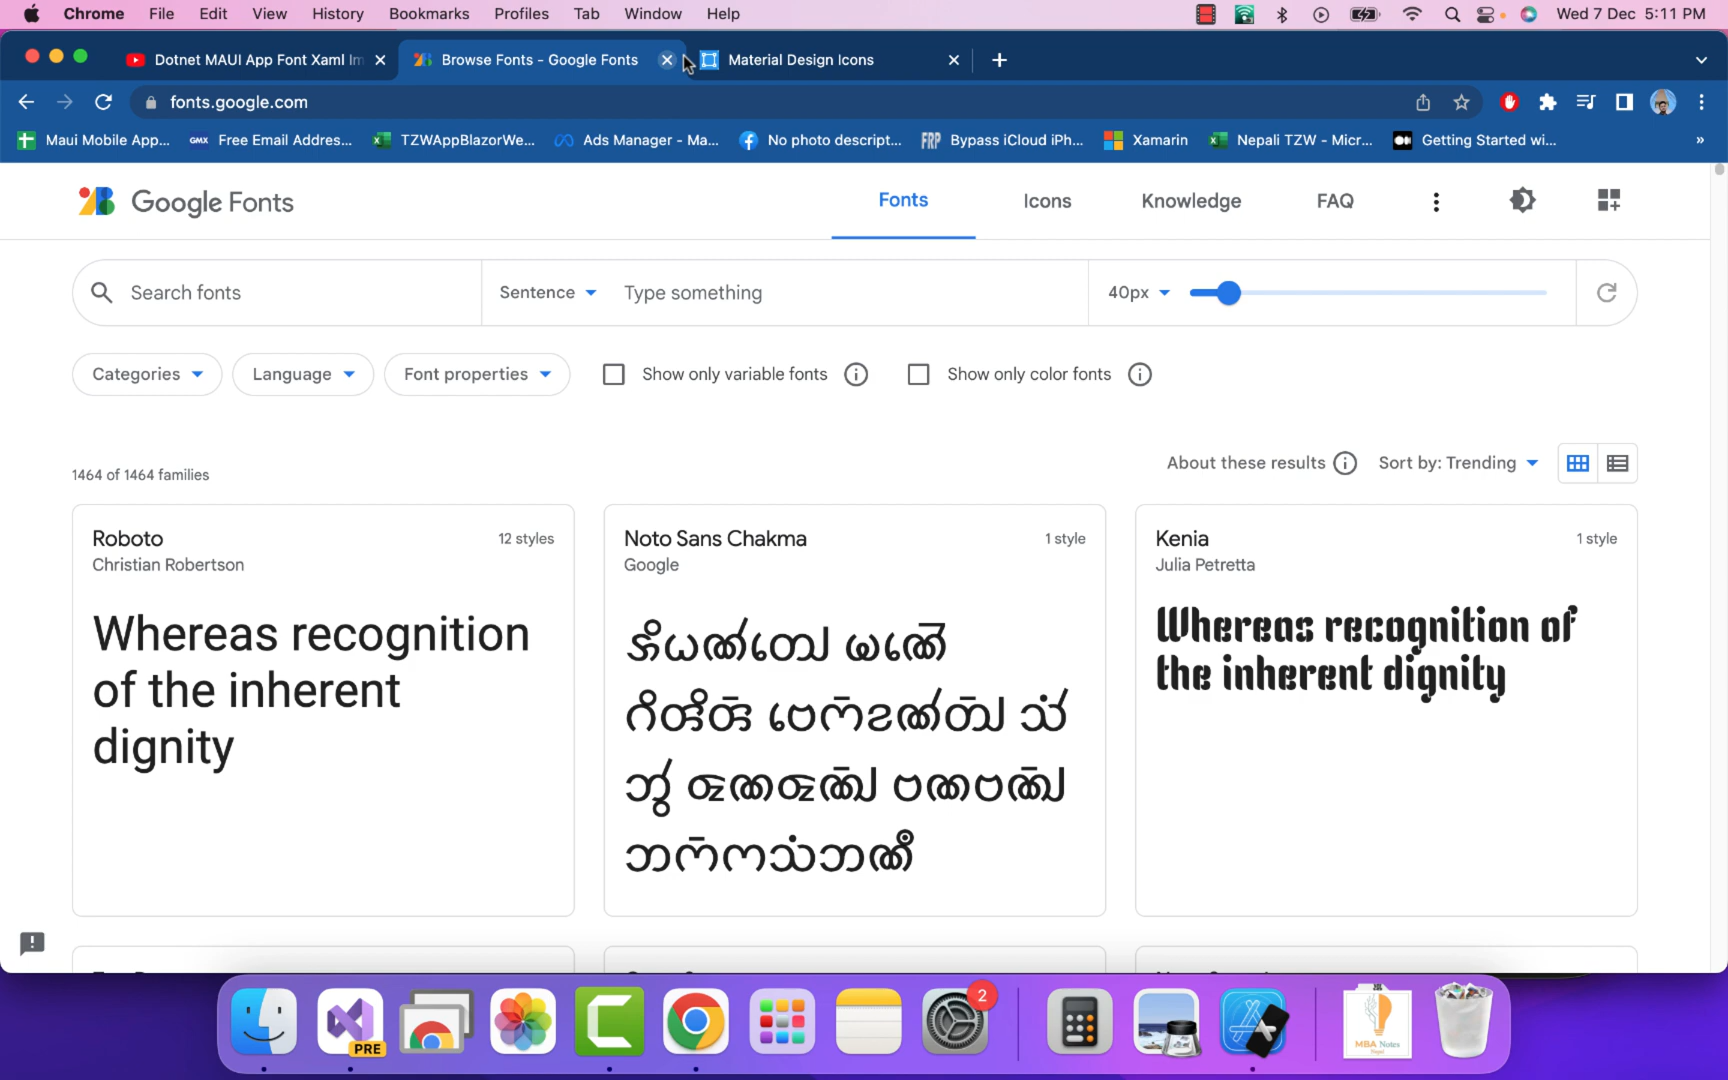 Chrome File Edit View History Bookmarks Profiles Tab Window Help Wed 7 Dec 5:11 PM
Dotnet MAUI App Font Xaml Im Browse Fonts - Google Fonts Material Design Icons
fonts.google.com
Maui Mobile App... GMX Free Email Addres... TZWAppBlazorWe... Ads Manager - Ma... No photo descript... FRP Bypass iCloud iPh... Xamarin Nepali TZW - Micr... Getting Started wi... »
Google Fonts Fonts Icons Knowledge FAQ
Search fonts Sentence Type something 40px
Categories Language Font properties Show only variable fonts Show only color fonts
1464 of 1464 families About these results Sort by: Trending
Roboto 12 styles
Christian Robertson
Whereas recognition
of the inherent
dignity
Noto Sans Chakma 1 style
Google
Kenia 1 style
Julia Petretta
Whereas recognition of
the inherent dignity
2
PRE
MBA Notes
Nepal